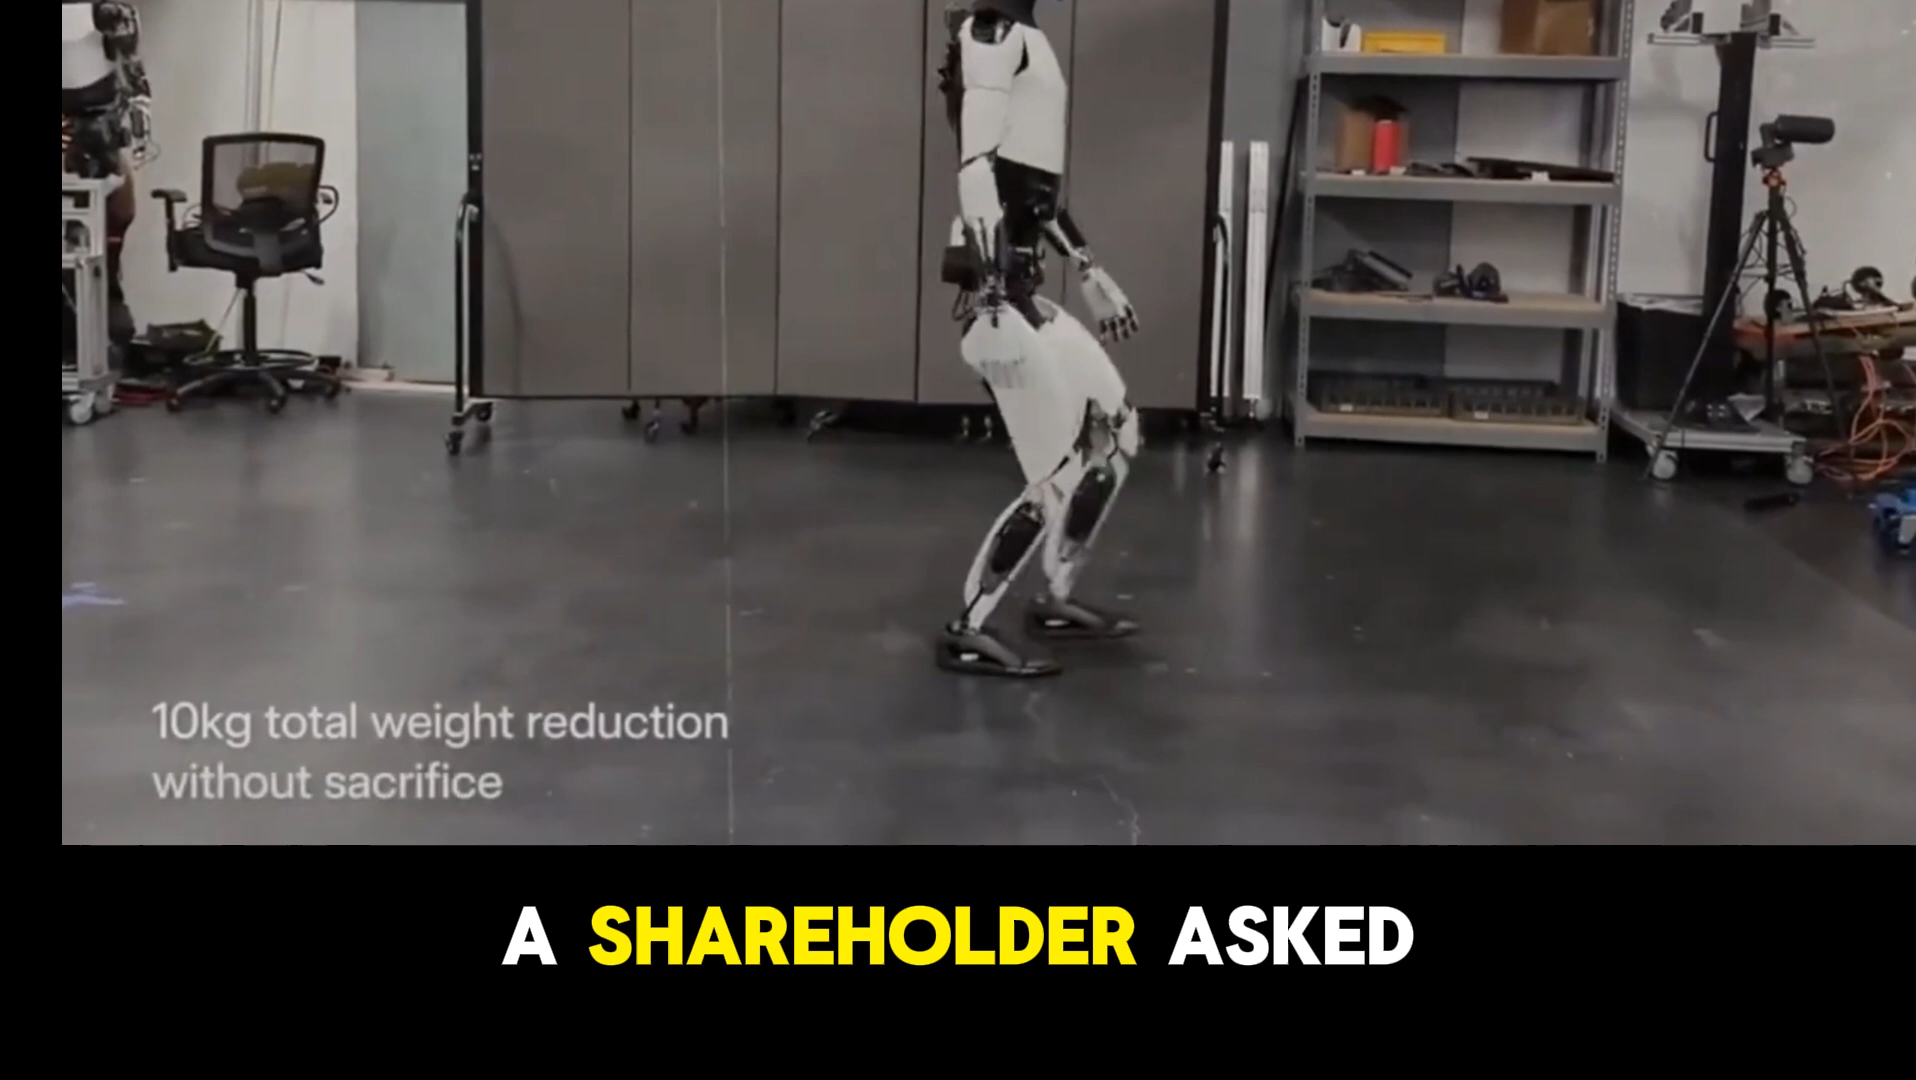 10kg total weight reduction
without sacrifice
A SHAREHOLDER ASKED